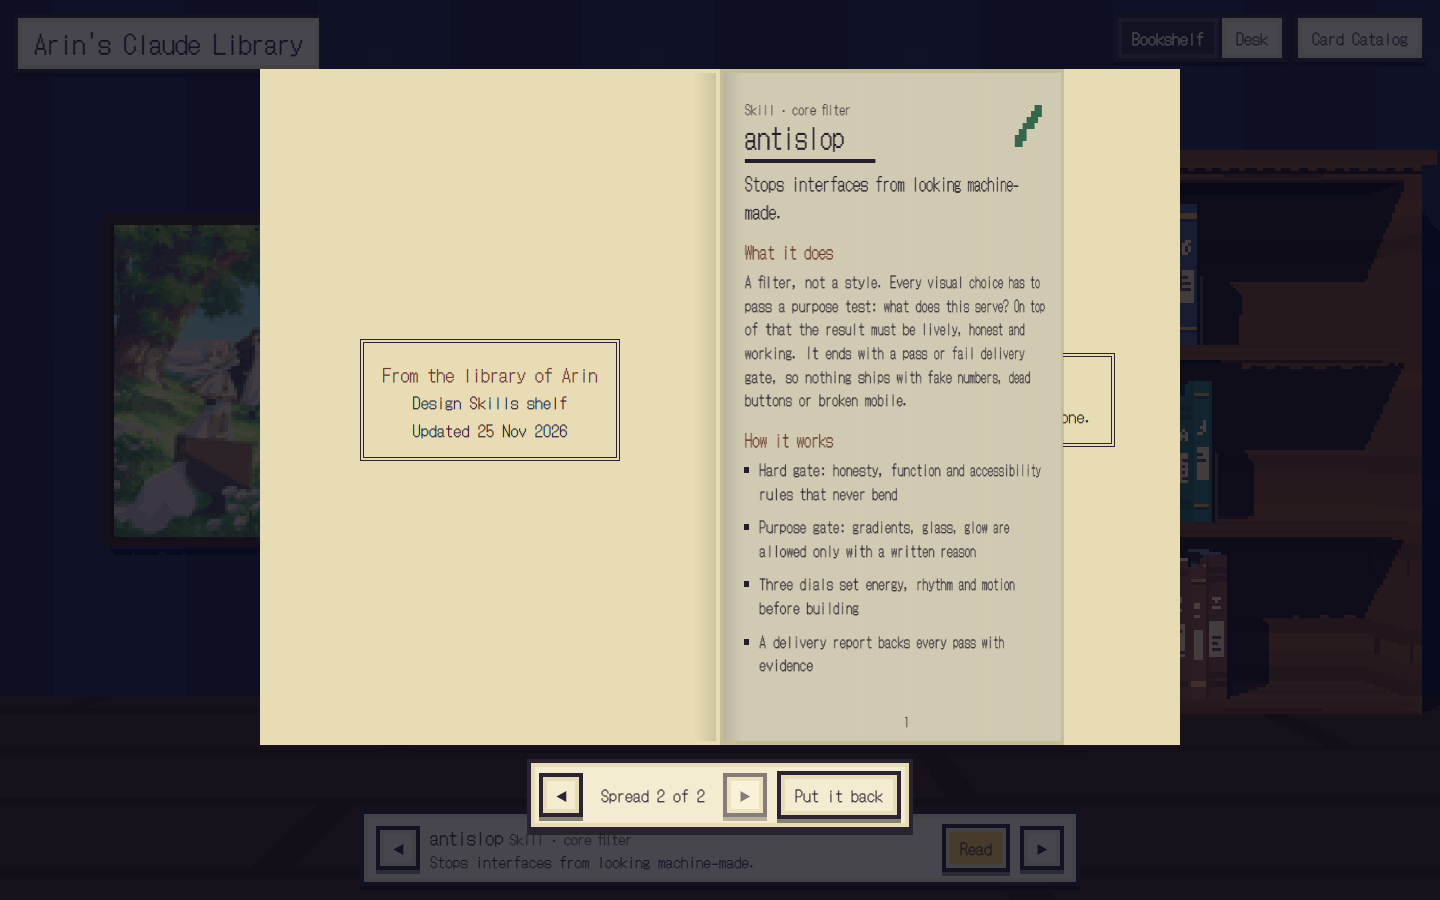 Arin's Claude Library
Bookshelf
Desk
Card Catalog
From the library of Arin
Design Skills shelf
Updated 25 Nov 2026
Skill · core filter
antislop
Stops interfaces from looking machine-
made.
What it does
A filter, not a style. Every visual choice has to
pass a purpose test: what does this serve? On top
of that the result must be lively, honest and
working. It ends with a pass or fail delivery
gate, so nothing ships with fake numbers, dead
buttons or broken mobile.
How it works
▪ Hard gate: honesty, function and accessibility
rules that never bend
▪ Purpose gate: gradients, glass, glow are
allowed only with a written reason
▪ Three dials set energy, rhythm and motion
before building
▪ A delivery report backs every pass with
evidence
1
one.
◄
Spread 2 of 2
►
Put it back
◄
antislop Skill · core filter
Stops interfaces from looking machine-made.
Read
►